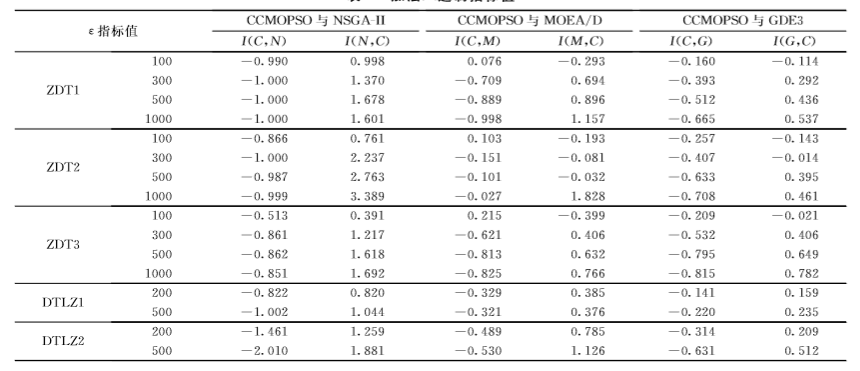 ε 指标值 CCMOPSO 与 NSGA-II CCMOPSO 与 MOEA/D CCMOPSO 与 GDE3
I(C,N) I(N,C) I(C,M) I(M,C) I(C,G) I(G,C)
ZDT1
100 −0.990 0.998 0.076 −0.293 −0.160 −0.114
300 −1.000 1.370 −0.709 0.694 −0.393 0.292
500 −1.000 1.678 −0.889 0.896 −0.512 0.436
1000 −1.000 1.601 −0.998 1.157 −0.665 0.537
ZDT2
100 −0.866 0.761 0.103 −0.193 −0.257 −0.143
300 −1.000 2.237 −0.151 −0.081 −0.407 −0.014
500 −0.987 2.763 −0.101 −0.032 −0.633 0.395
1000 −0.999 3.389 −0.027 1.828 −0.708 0.461
ZDT3
100 −0.513 0.391 0.215 −0.399 −0.209 −0.021
300 −0.861 1.217 −0.621 0.406 −0.532 0.406
500 −0.862 1.618 −0.813 0.632 −0.795 0.649
1000 −0.851 1.692 −0.825 0.766 −0.815 0.782
DTLZ1
200 −0.822 0.820 −0.329 0.385 −0.141 0.159
500 −1.002 1.044 −0.321 0.376 −0.220 0.235
DTLZ2
200 −1.461 1.259 −0.489 0.785 −0.314 0.209
500 −2.010 1.881 −0.530 1.126 −0.631 0.512